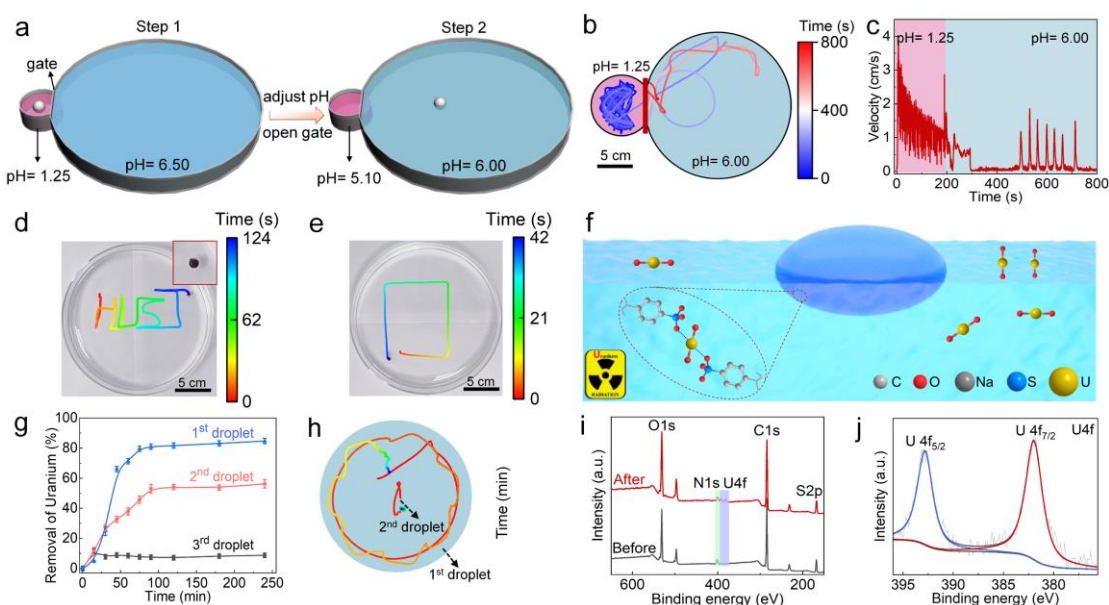 a
Step 1
Step 2
gate
adjust pH
open gate
pH= 1.25
pH= 6.50
pH= 5.10
pH= 6.00
b
Time (s)
800
400
0
pH= 1.25
5 cm
pH= 6.00
c
pH= 1.25
pH= 6.00
Velocity (cm/s)
4
2
0
0 200 400 600 800
Time (s)
d
Time (s)
124
62
0
5 cm
e
Time (s)
42
21
0
5 cm
f
Uranium
RADIATION
C O Na S U
g
Removal of Uranium (%)
100
80
60
40
20
0
1st droplet
2nd droplet
3rd droplet
0 50 100 150 200 250
Time (min)
h
2nd droplet
1st droplet
Time (min)
i
Intensity (a.u.)
O1s
C1s
N1s U4f
S2p
After
Before
600 400 200
Binding energy (eV)
j
Intensity (a.u.)
U 4f5/2
U 4f7/2
U4f
395 390 385 380
Binding energy (eV)